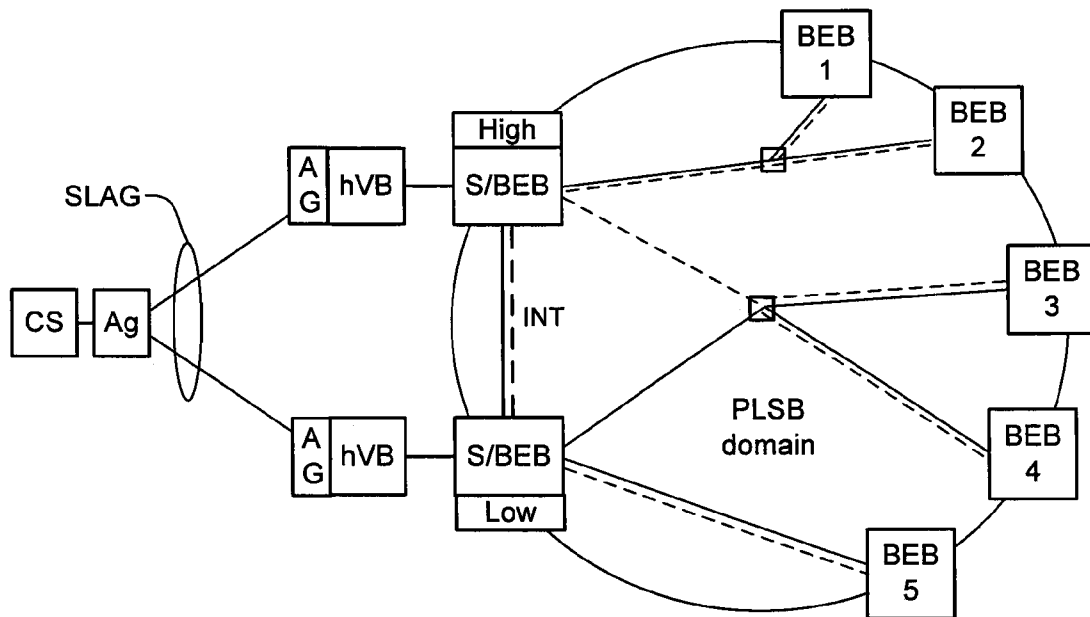 BEB
1
BEB
2
High
S/BEB
A
G
hVB
SLAG
BEB
3
CS
Ag
INT
PLSB
domain
BEB
4
A
G
hVB
S/BEB
Low
BEB
5